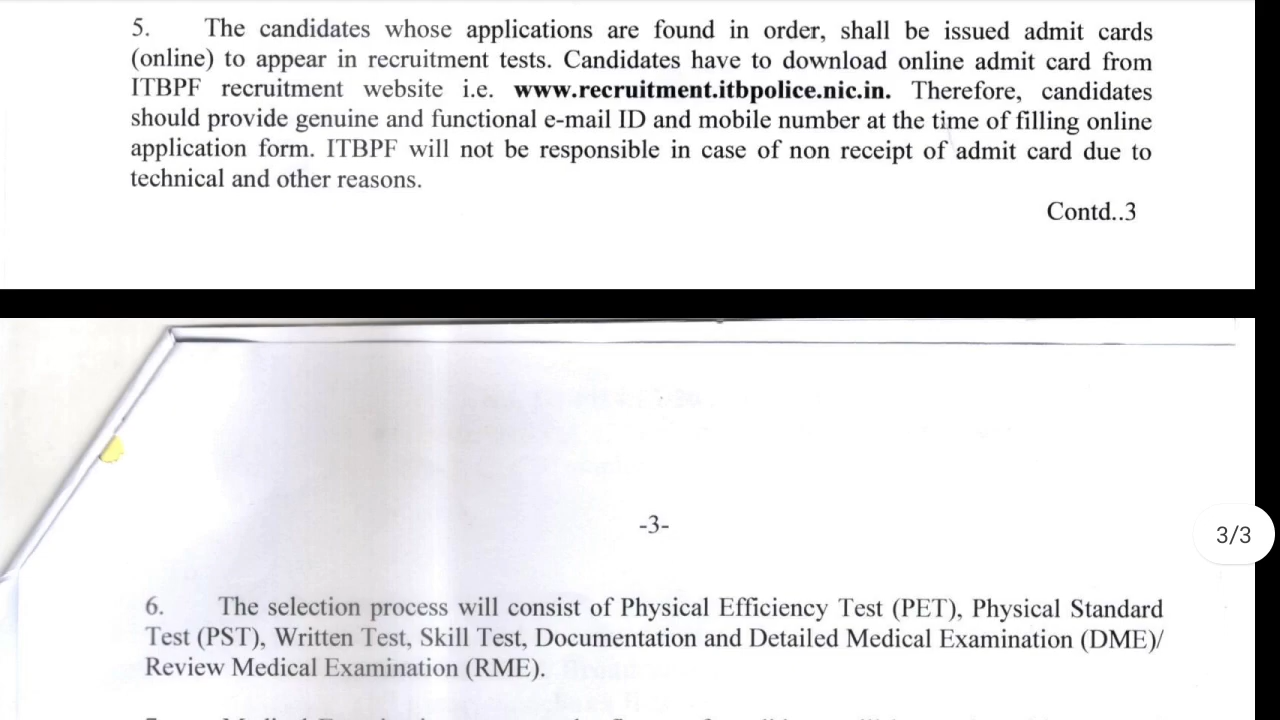 5. The candidates whose applications are found in order, shall be issued admit cards
(online) to appear in recruitment tests. Candidates have to download online admit card from
ITBPF recruitment website i.e. www.recruitment.itbpolice.nic.in. Therefore, candidates
should provide genuine and functional e-mail ID and mobile number at the time of filling online
application form. ITBPF will not be responsible in case of non receipt of admit card due to
technical and other reasons.
Contd..3
-3-
3/3
6. The selection process will consist of Physical Efficiency Test (PET), Physical Standard
Test (PST), Written Test, Skill Test, Documentation and Detailed Medical Examination (DME)/
Review Medical Examination (RME).